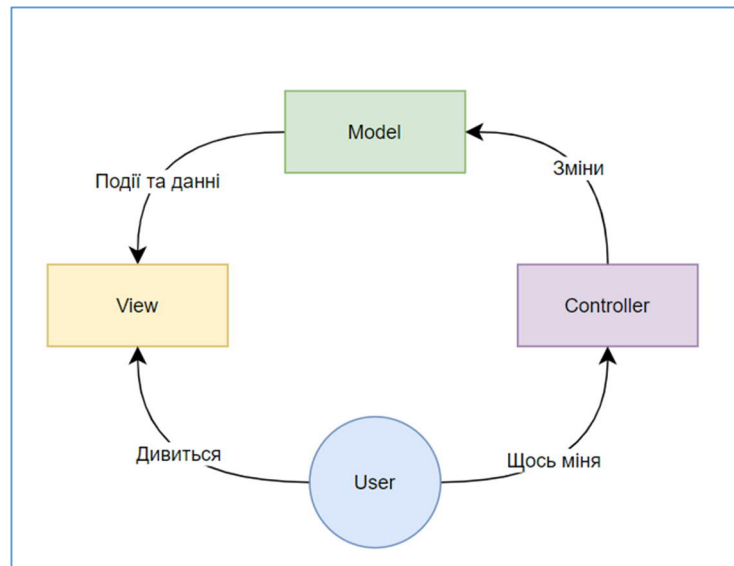 Model
Події та данні
Зміни
View
Controller
Дивиться
Щось міня
User